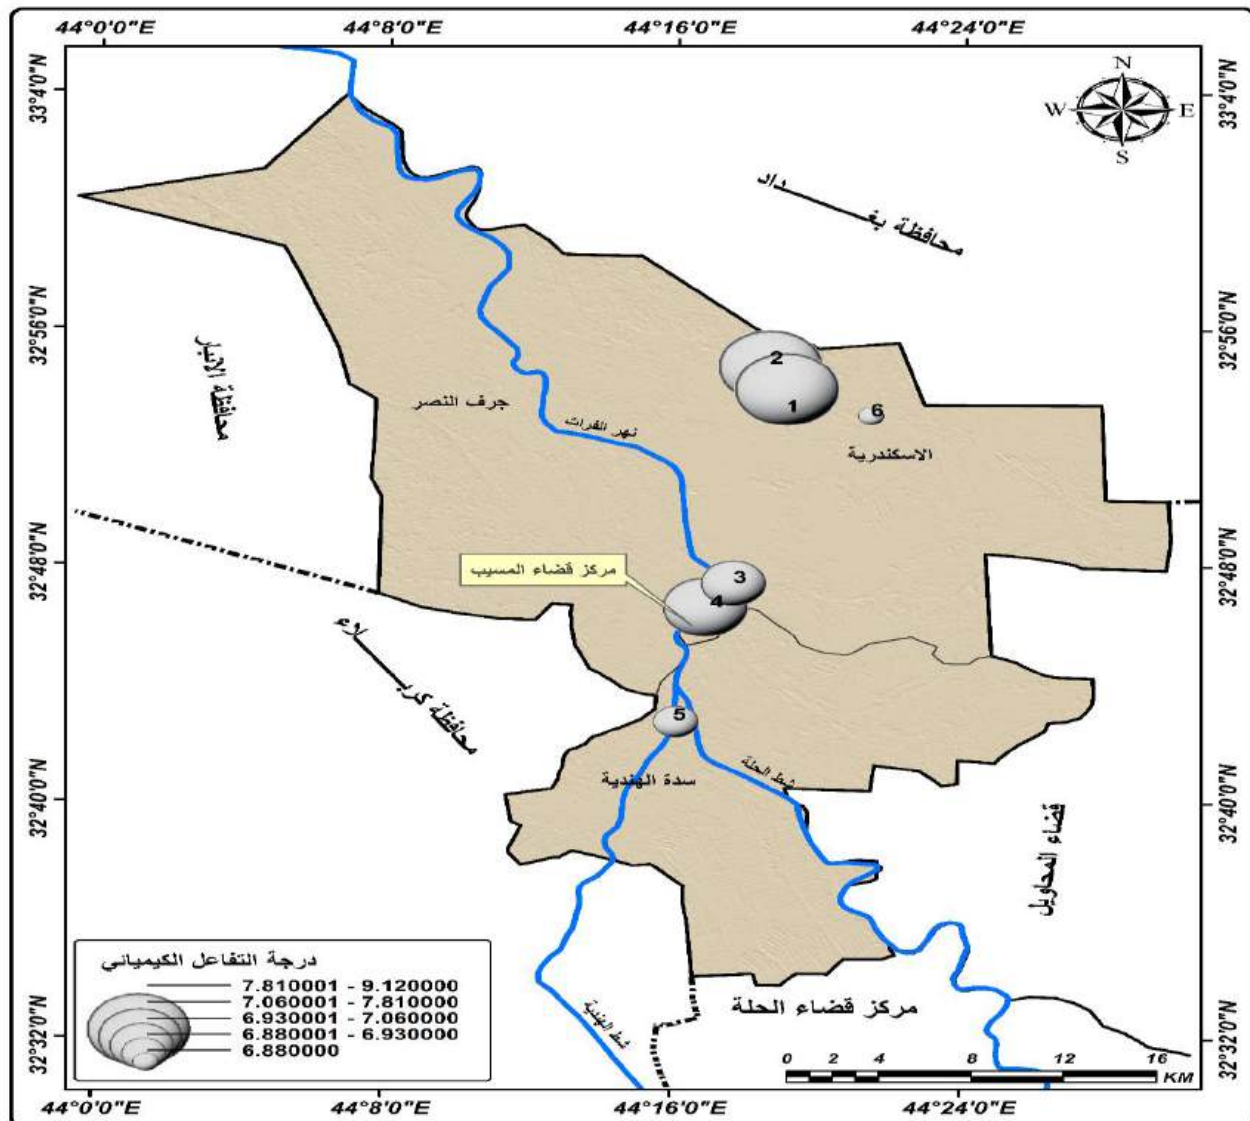 44°0'0"E 44°8'0"E 44°16'0"E 44°24'0"E
33°4'0"N 33°4'0"N
N
W E
S
محافظة بغـــداد
32°56'0"N 32°56'0"N
محافظة الانبار
2
1
6
جرف النصر
نهر الفرات
الاسكندرية
32°48'0"N 32°48'0"N
مركز قضاء المسيب
3
4
محافظة كربـــلاء
5
سدة الهندية
شط الحلة
32°40'0"N 32°40'0"N
قضاء المحاويل
درجة التفاعل الكيميائي
7.810001 - 9.120000
7.060001 - 7.810000
6.930001 - 7.060000
6.880001 - 6.930000
6.880000
مركز قضاء الحلة
شط الهندية
32°32'0"N 32°32'0"N
0 2 4 8 12 16
KM
44°0'0"E 44°8'0"E 44°16'0"E 44°24'0"E